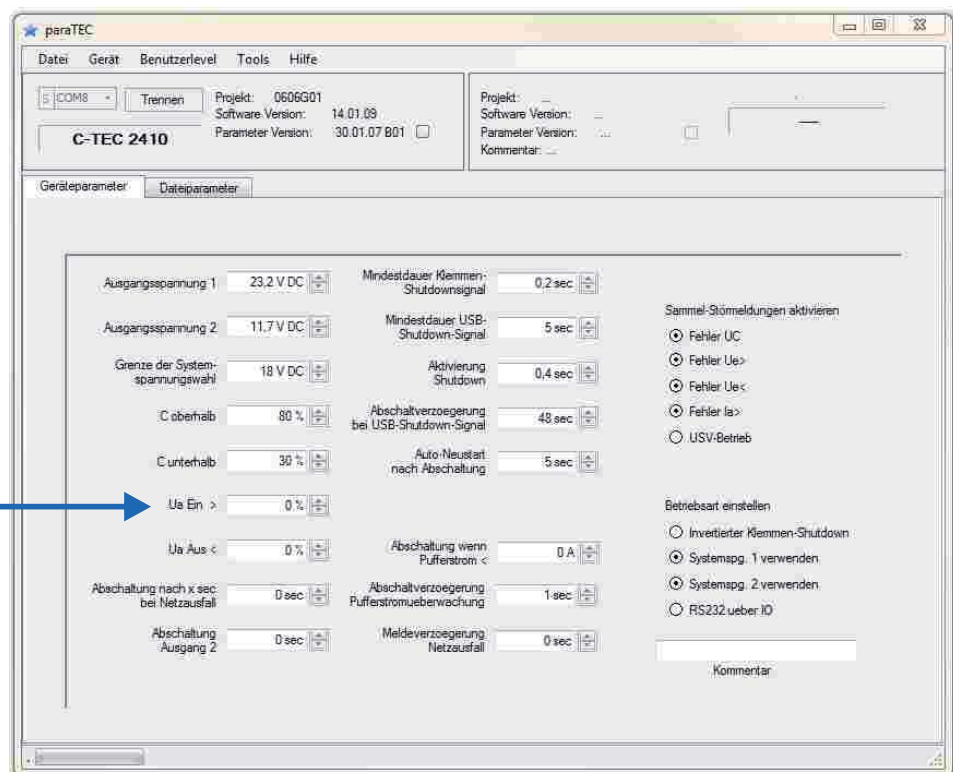 paraTEC
Datei Gerät Benutzerlevel Tools Hilfe
S COM8 Trennen
C-TEC 2410
Projekt: 0606G01
Software Version: 14.01.09
Parameter Version: 30.01.07 B01
Projekt: ...
Software Version: ...
Parameter Version: ...
Kommentar: ...
Geräteparameter Dateiparameter
Ausgangsspannung 1 23,2 V DC
Ausgangsspannung 2 11,7 V DC
Grenze der System-
spannungswahl 18 V DC
C oberhalb 80 %
C unterhalb 30 %
Ua Ein > 0 %
Ua Aus < 0 %
Abschaltung nach x sec
bei Netzausfall 0 sec
Abschaltung
Ausgang 2 0 sec
Mindestdauer Klemmen-
Shutdownsignal 0,2 sec
Mindestdauer USB-
Shutdown-Signal 5 sec
Aktivierung
Shutdown 0,4 sec
Abschaltverzoegerung
bei USB-Shutdown-Signal 48 sec
Auto-Neustart
nach Abschaltung 5 sec
Abschaltung wenn
Pufferstrom < 0 A
Abschaltverzoegerung
Pufferstromueberwachung 1 sec
Meldeverzoegerung
Netzausfall 0 sec
Sammel-Störmeldungen aktivieren
Fehler UC
Fehler Ue>
Fehler Ue<
Fehler Ia>
USV-Betrieb
Betriebsart einstellen
Invertierter Klemmen-Shutdown
Systemspg. 1 verwenden
Systemspg. 2 verwenden
RS232 ueber IO
Kommentar